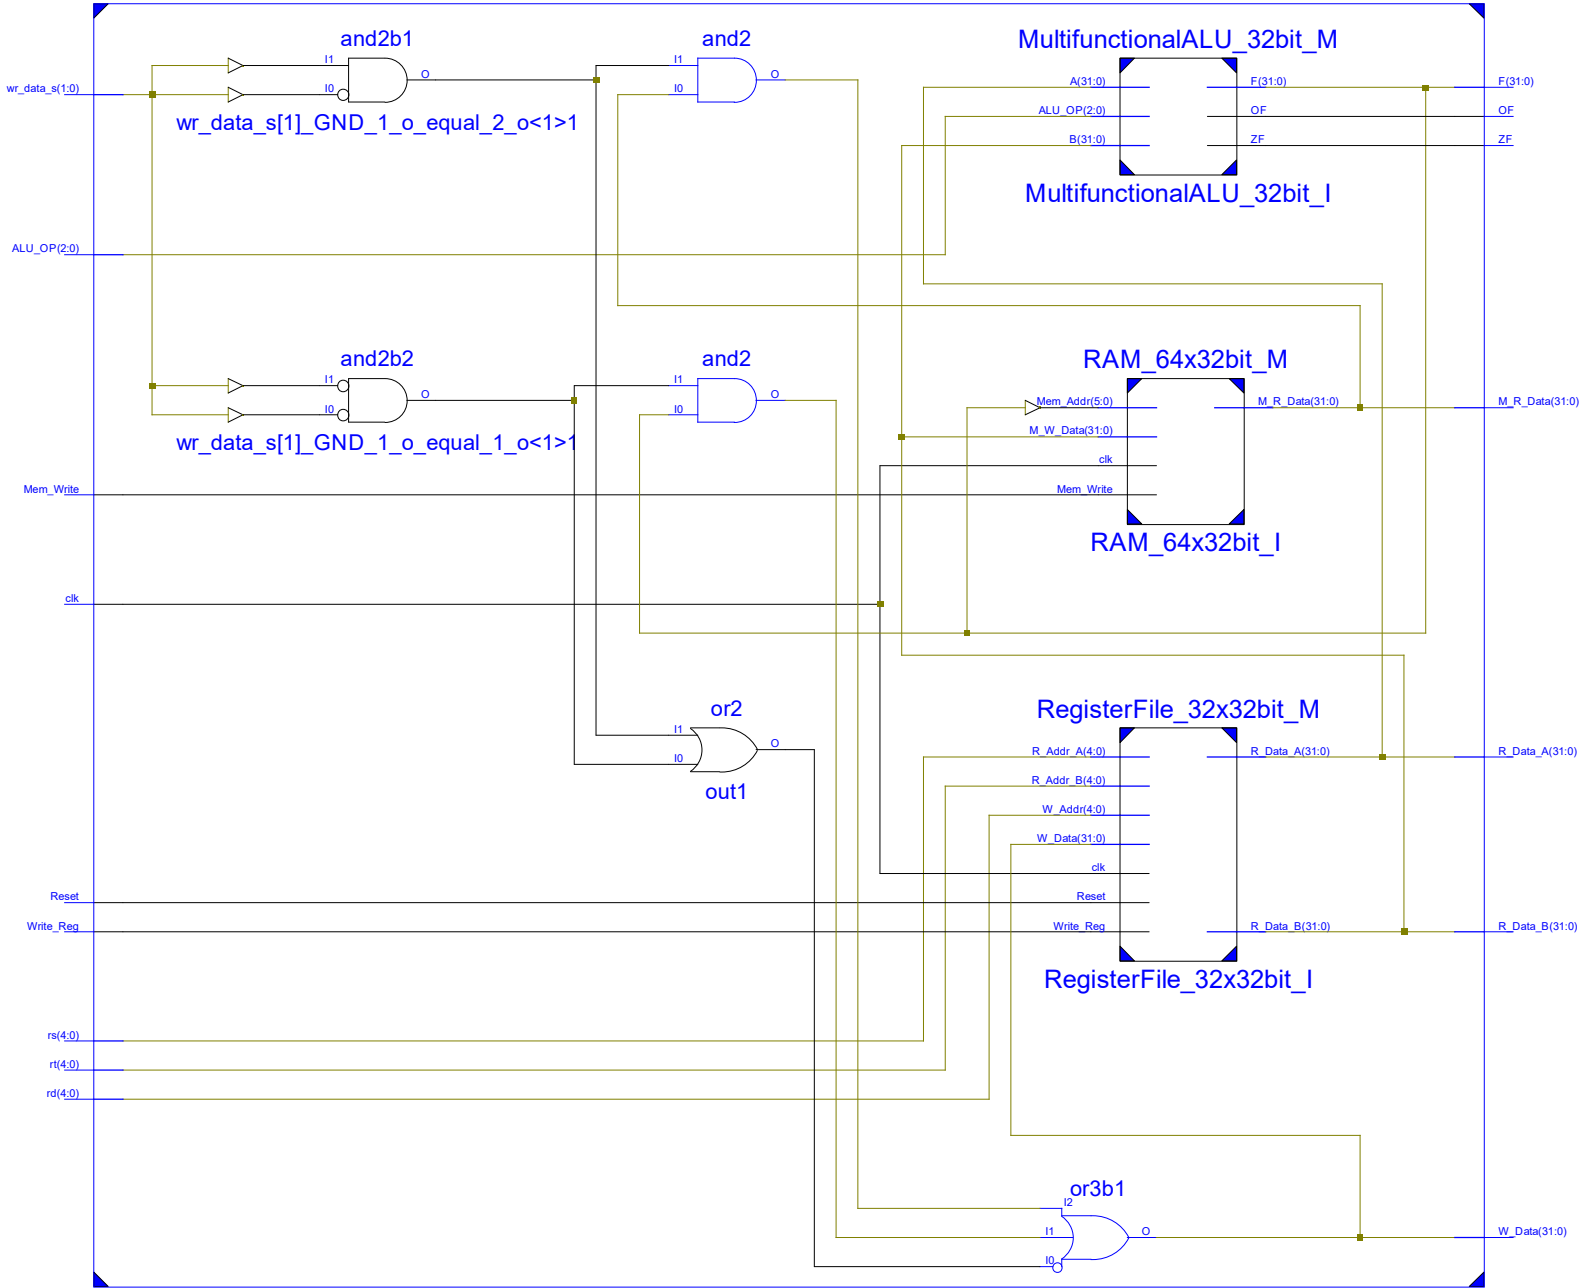 and2b1
and2
MultifunctionalALU_32bit_M
I1
O
I1
O
A(31:0)
F(31:0)
F(31:0)
wr_data_s(1:0)
I0
I0
ALU_OP(2:0)
OF
OF
wr_data_s[1]_GND_1_o_equal_2_o<1>1
B(31:0)
ZF
ZF
MultifunctionalALU_32bit_I
ALU_OP(2:0)
and2b2
and2
RAM_64x32bit_M
I1
O
I1
O
Mem_Addr(5:0)
M_R_Data(31:0)
M_R_Data(31:0)
I0
I0
M_W_Data(31:0)
wr_data_s[1]_GND_1_o_equal_1_o<1>1
clk
Mem_Write
Mem_Write
RAM_64x32bit_I
clk
or2
RegisterFile_32x32bit_M
I1
O
I0
R_Addr_A(4:0)
R_Data_A(31:0)
R_Data_A(31:0)
out1
R_Addr_B(4:0)
W_Addr(4:0)
W_Data(31:0)
clk
Reset
Reset
Write_Reg
Write_Reg
R_Data_B(31:0)
R_Data_B(31:0)
RegisterFile_32x32bit_I
rs(4:0)
rt(4:0)
rd(4:0)
or3b1
I2
I1
O
W_Data(31:0)
I0